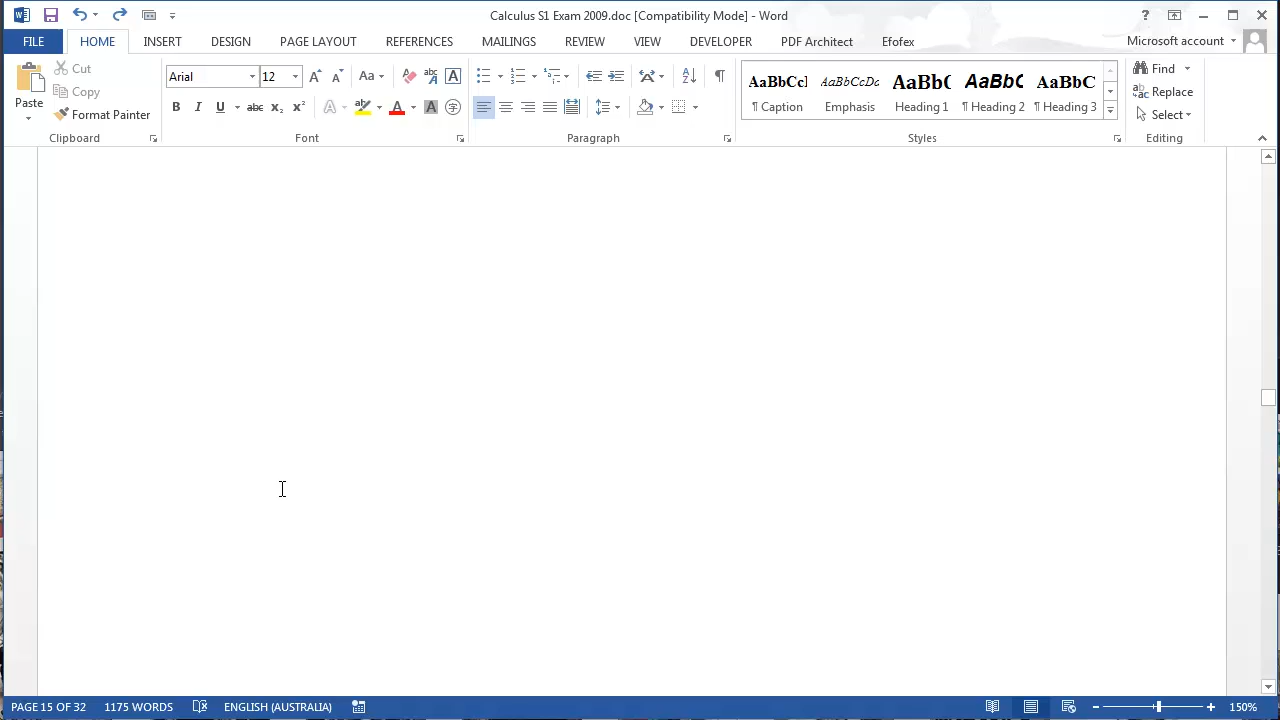 Calculus S1 Exam 2009.doc [Compatibility Mode] - Word
FILE HOME INSERT DESIGN PAGE LAYOUT REFERENCES MAILINGS REVIEW VIEW DEVELOPER PDF Architect Efofex Microsoft account
Paste
Cut
Copy
Format Painter
Clipboard
Arial 12
Font
Paragraph
AaBbCcI AaBbCcDc AaBbC AaBbC AaBbC
¶ Caption Emphasis Heading 1 ¶ Heading 2 ¶ Heading 3
Styles
Find
Replace
Select
Editing
PAGE 15 OF 32 1175 WORDS ENGLISH (AUSTRALIA) 150%